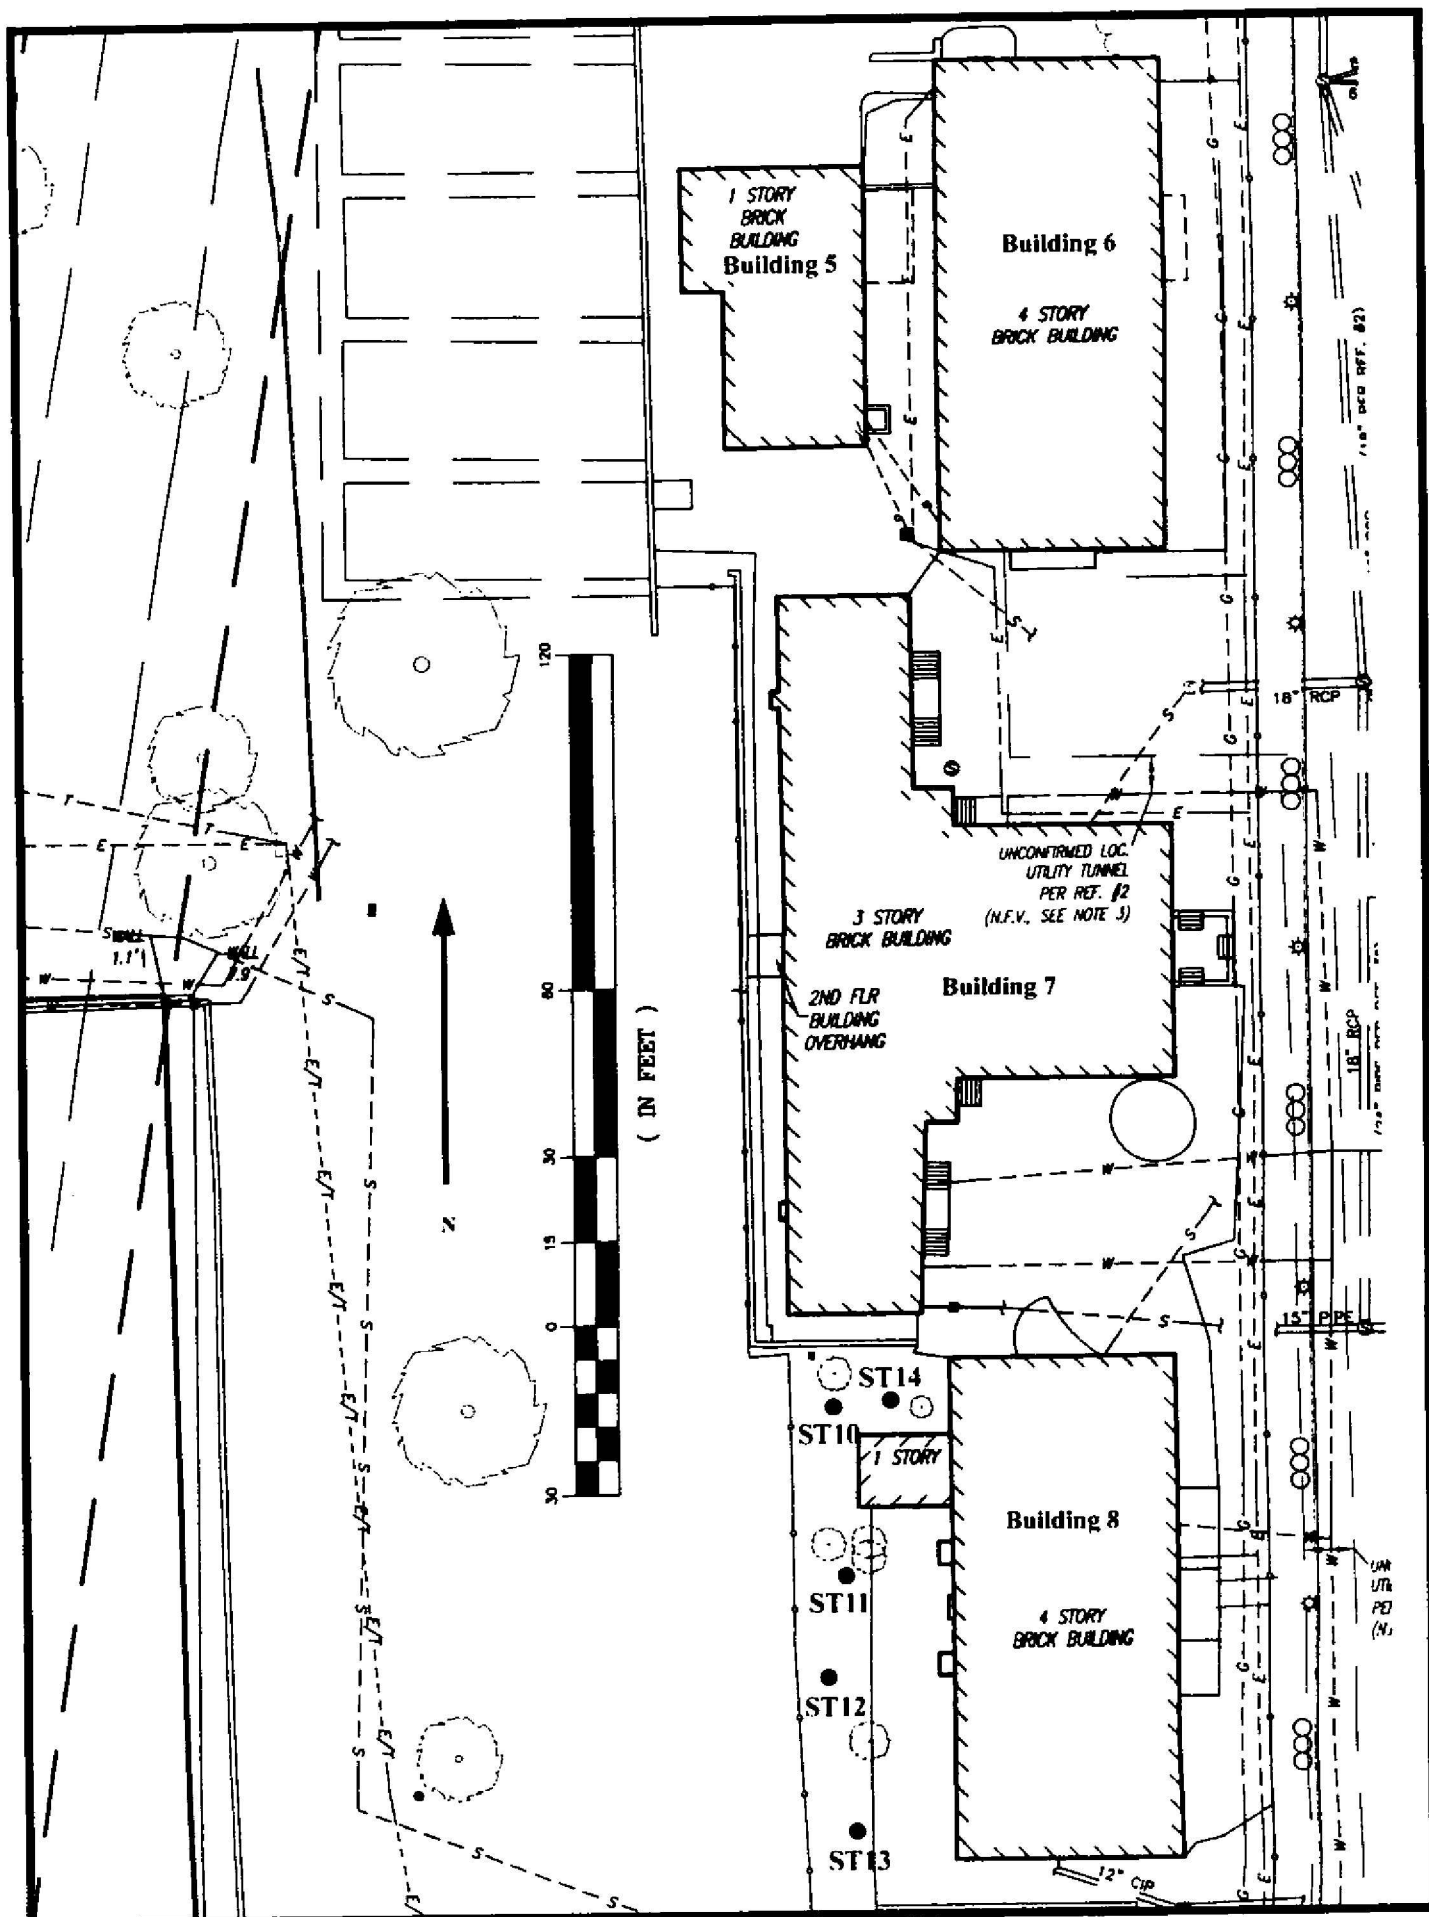 1 STORY
BRICK
BUILDING
Building 5
Building 6
4 STORY
BRICK BUILDING
G
E
E
G
E
G
E
E
G
E
S
E
G
120
18" RCP
S
G
E
W
W
E
T
E
E
UNCONFIRMED LOC.
UTILITY TUNNEL
PER REF. #2
(N.F.V., SEE NOTE 3)
W
E
G
3 STORY
BRICK BUILDING
S
WALL
1.1'
WALL
E/T
W
W
S
Building 7
2ND FLR
BUILDING
OVERHANG
80
( IN FEET )
18" RCP
E/T
E
G
W
30
S
E/T
W
E
N
S
15
E/T
G
W
0
S
15" PIPE
E
W
ST14
ST10
E/T
1 STORY
S
30
E/T
Building 8
G
E
W
ST11
S
E/T
4 STORY
BRICK BUILDING
G
E
W
ST12
S
E/T
W
ST13
S
12" CIP
G
E
S